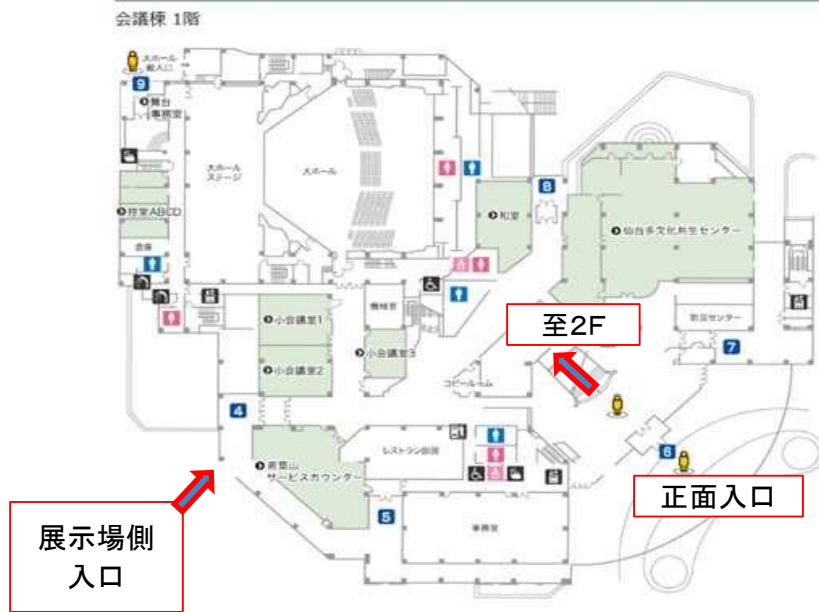 会議棟 1階
大ホール
搬入口
9
舞台
事務室
大ホール
ステージ
大ホール
8
和室
仙台多文化共生センター
控室ABCD
倉庫
機械室
小会議室1
小会議室3
小会議室2
至2F
防災センター
7
コピールーム
4
6
青葉山
サービスカウンター
レストラン厨房
正面入口
5
事務室
展示場側
入口